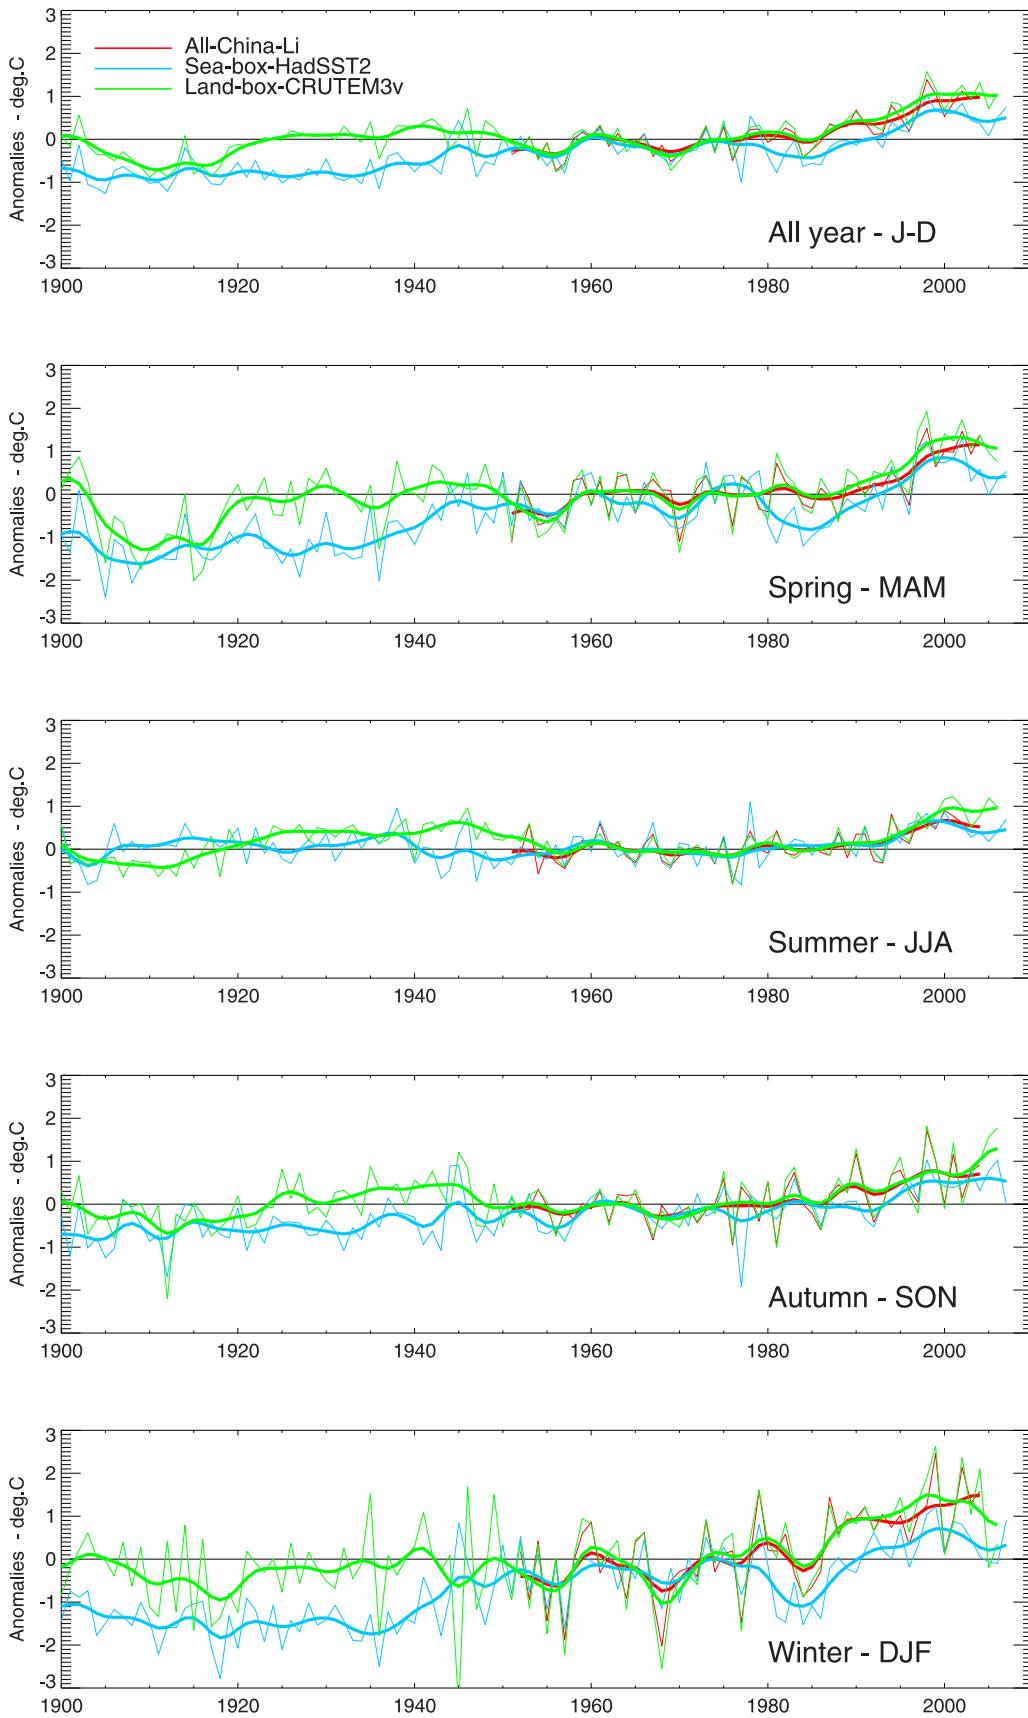 3
2
1
0
-1
-2
-3
Anomalies - deg.C
All-China-Li
Sea-box-HadSST2
Land-box-CRUTEM3v
All year - J-D
1900 1920 1940 1960 1980 2000
3
2
1
0
-1
-2
-3
Anomalies - deg.C
Spring - MAM
1900 1920 1940 1960 1980 2000
3
2
1
0
-1
-2
-3
Anomalies - deg.C
Summer - JJA
1900 1920 1940 1960 1980 2000
3
2
1
0
-1
-2
-3
Anomalies - deg.C
Autumn - SON
1900 1920 1940 1960 1980 2000
3
2
1
0
-1
-2
-3
Anomalies - deg.C
Winter - DJF
1900 1920 1940 1960 1980 2000